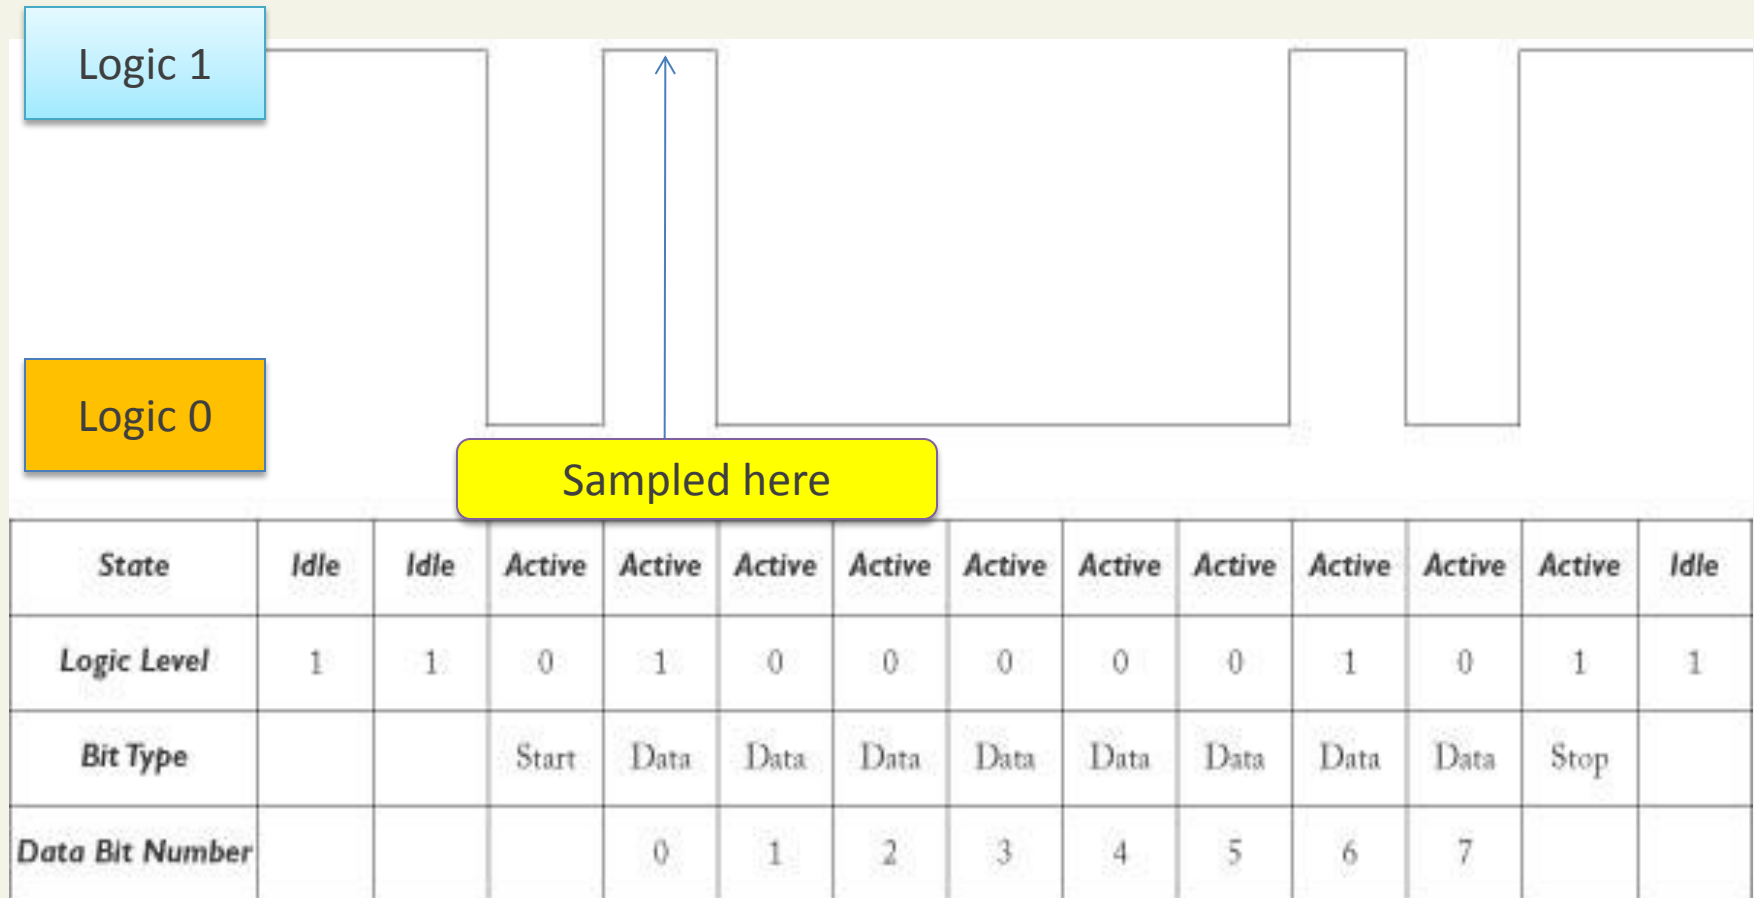 Logic 1
Logic 0
Sampled here
State Idle Idle Active Active Active Active Active Active Active Active Active Active Idle
Logic Level 1 1 0 1 0 0 0 0 0 1 0 1 1
Bit Type Start Data Data Data Data Data Data Data Data Stop
Data Bit Number 0 1 2 3 4 5 6 7